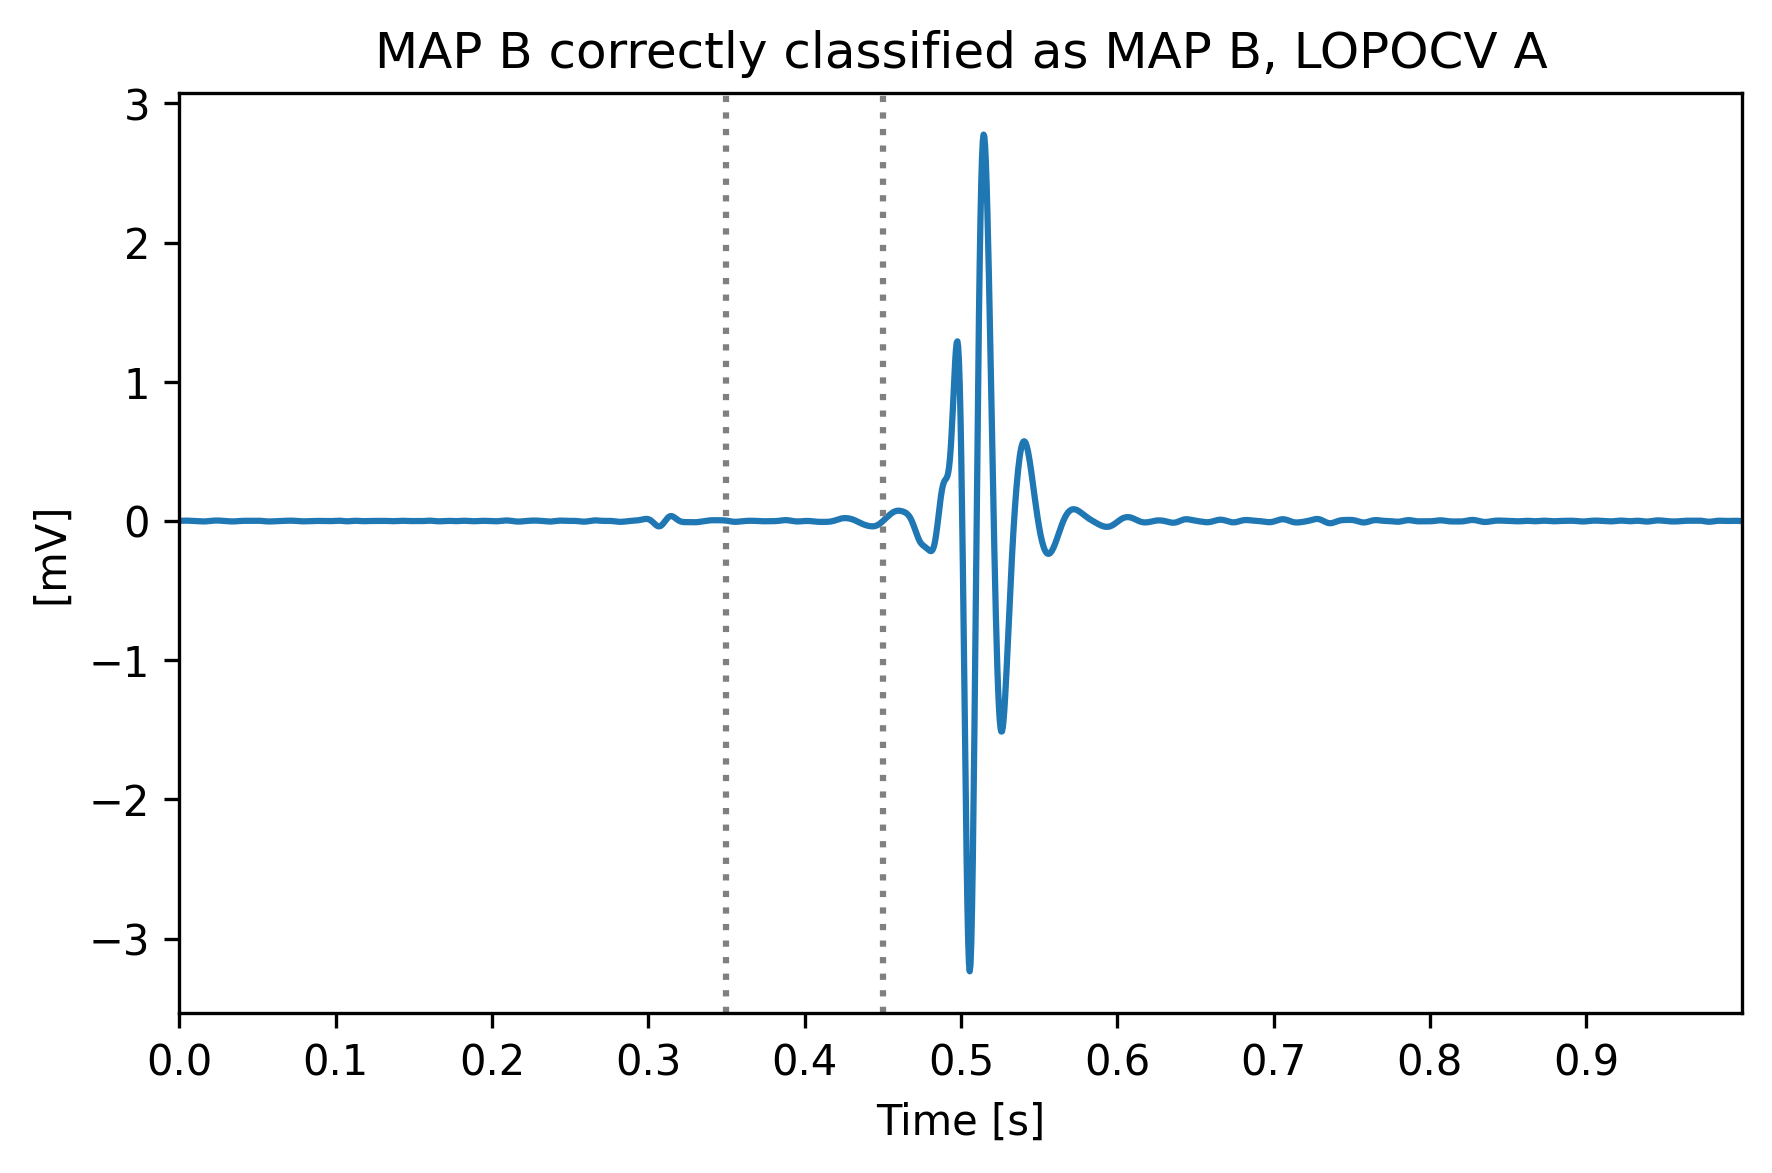 MAP B correctly classified as MAP B, LOPOCV A
3
2
1
0
−1
−2
−3
[mV]
0.0 0.1 0.2 0.3 0.4 0.5 0.6 0.7 0.8 0.9
Time [s]